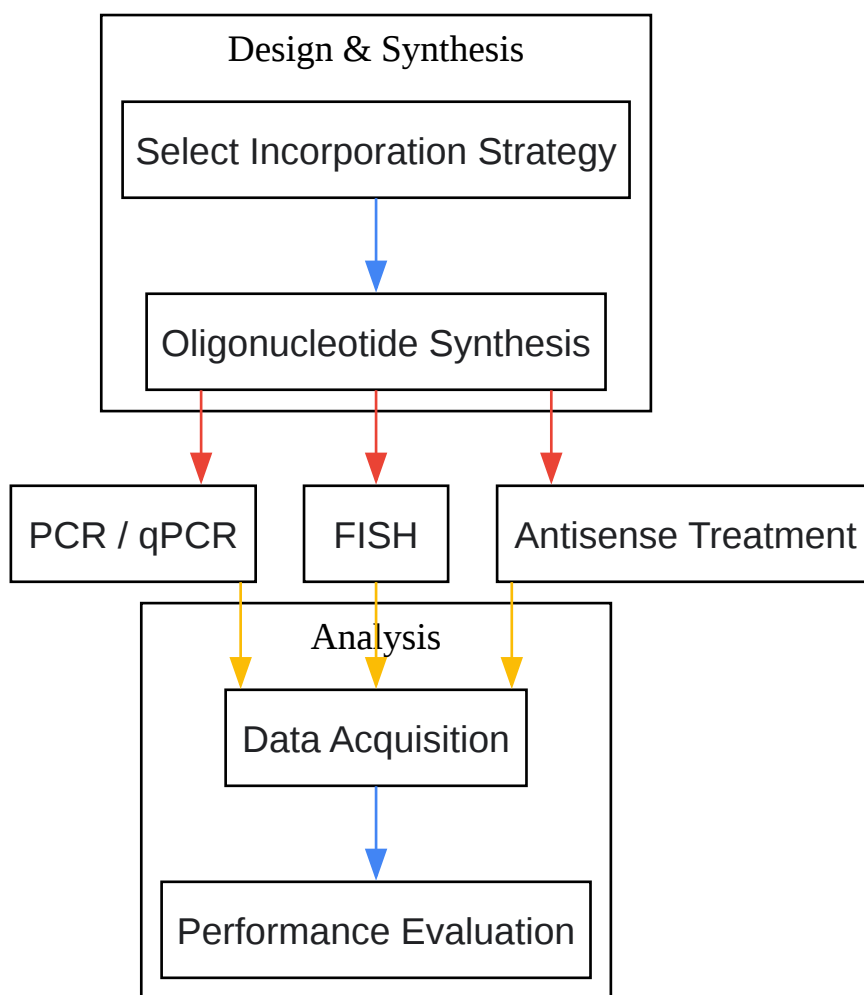 Design & Synthesis
Select Incorporation Strategy
Oligonucleotide Synthesis
PCR / qPCR
FISH
Antisense Treatment
Analysis
Data Acquisition
Performance Evaluation